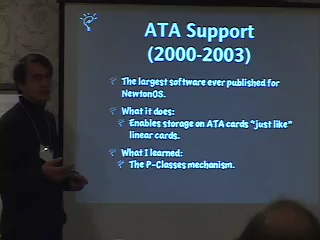 ATA Support
(2000-2003)
The largest software ever published for
NewtonOS.
What it does:
Enables storage on ATA cards "just like"
linear cards.
What I learned:
The P-Classes mechanism.